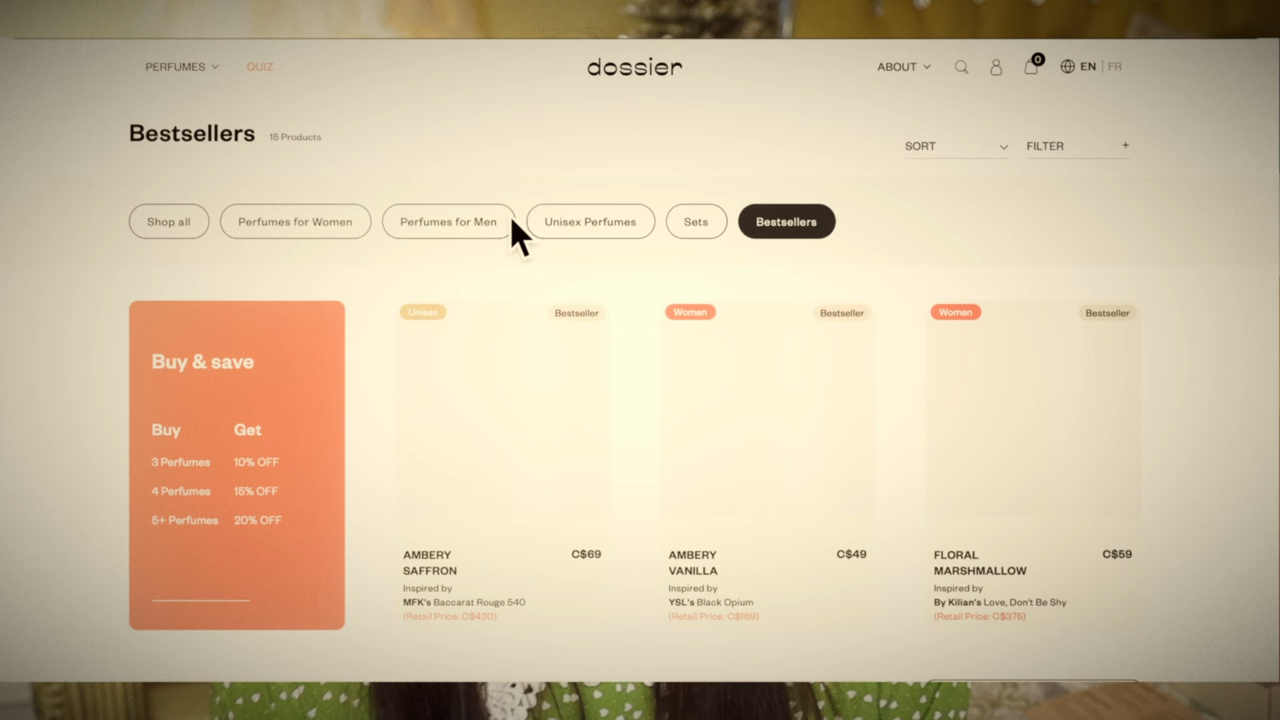 PERFUMES QUIZ dossier ABOUT 0 EN | FR
Bestsellers 15 Products
SORT FILTER +
Shop all Perfumes for Women Perfumes for Men Unisex Perfumes Sets Bestsellers
Buy & save
Buy Get
3 Perfumes 10% OFF
4 Perfumes 15% OFF
5+ Perfumes 20% OFF
Unisex Bestseller
AMBERY C$69
SAFFRON
Inspired by
MFK's Baccarat Rouge 540
(Retail Price: C$430)
Women Bestseller
AMBERY C$49
VANILLA
Inspired by
YSL's Black Opium
(Retail Price: C$169)
Women Bestseller
FLORAL C$59
MARSHMALLOW
Inspired by
By Kilian's Love, Don't Be Shy
(Retail Price: C$375)